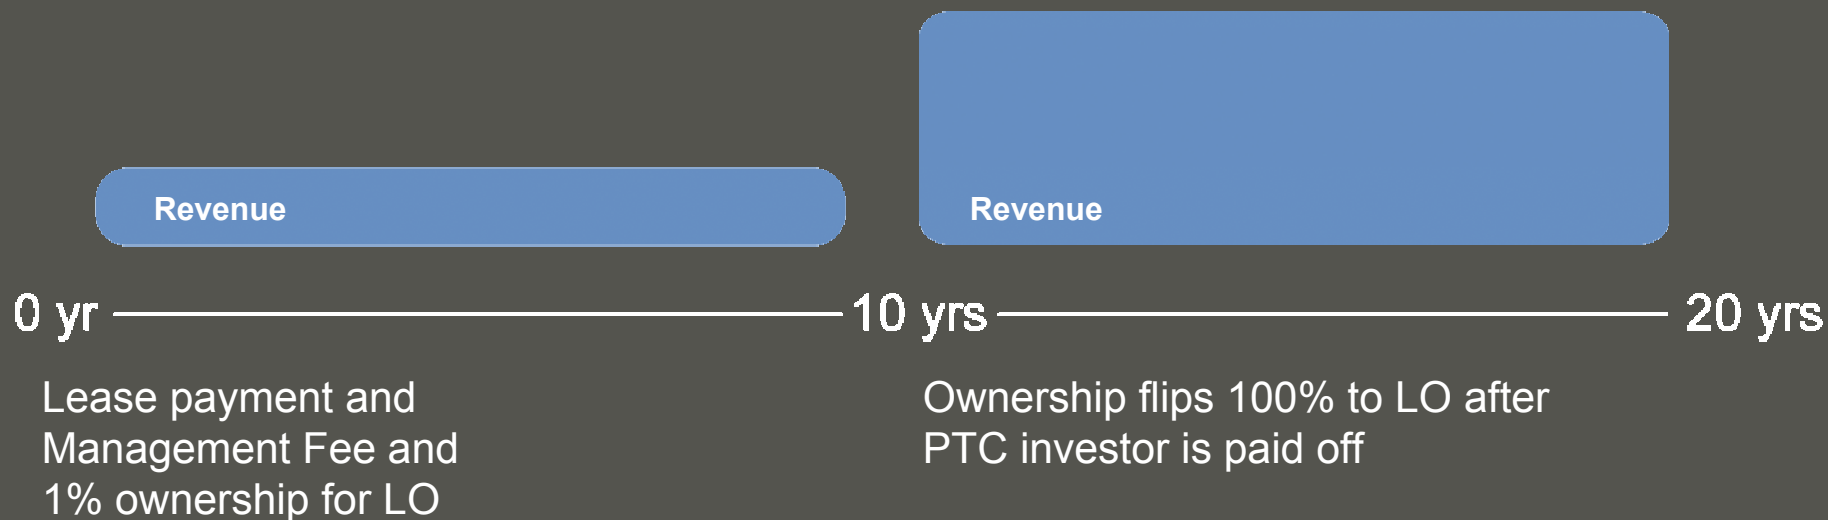 Revenue
Revenue
0 yr
10 yrs
20 yrs
Lease payment and
Management Fee and
1% ownership for LO
Ownership flips 100% to LO after
PTC investor is paid off